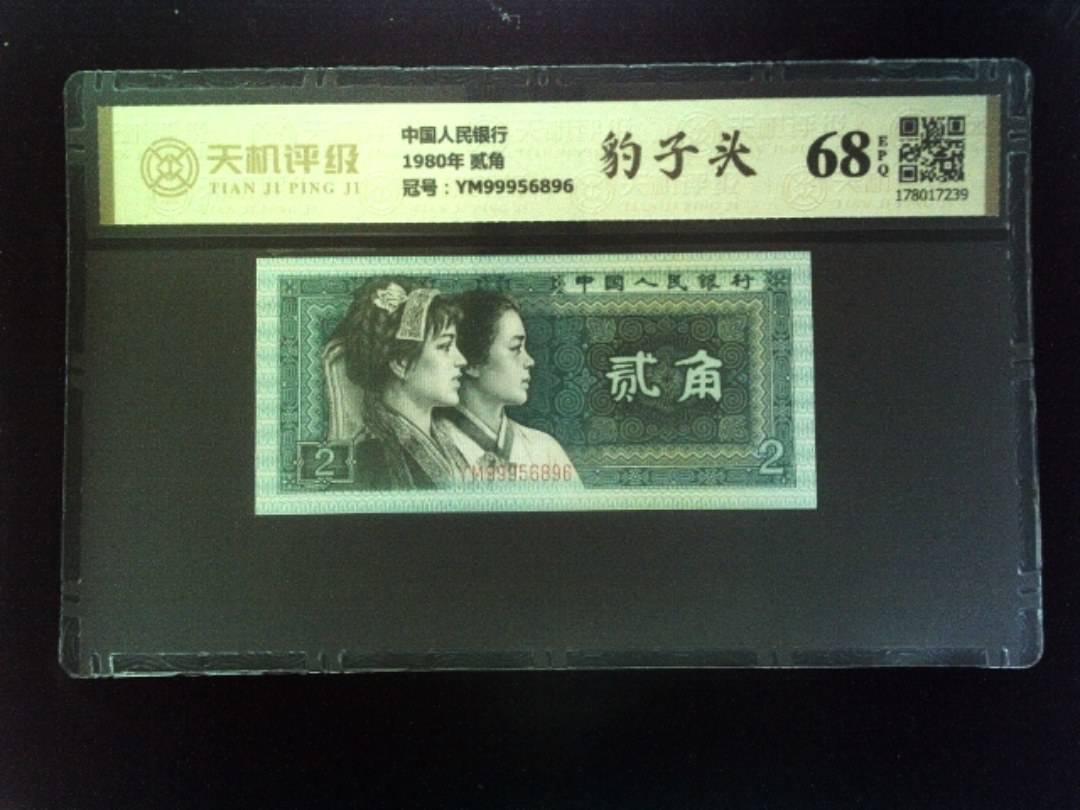 天机评级
TIAN JI PING JI
中国人民银行
1980年 贰角
冠号：YM99956896
豹子头
68
EPQ
178017239
中国人民银行
贰角
2
2
YM99956896